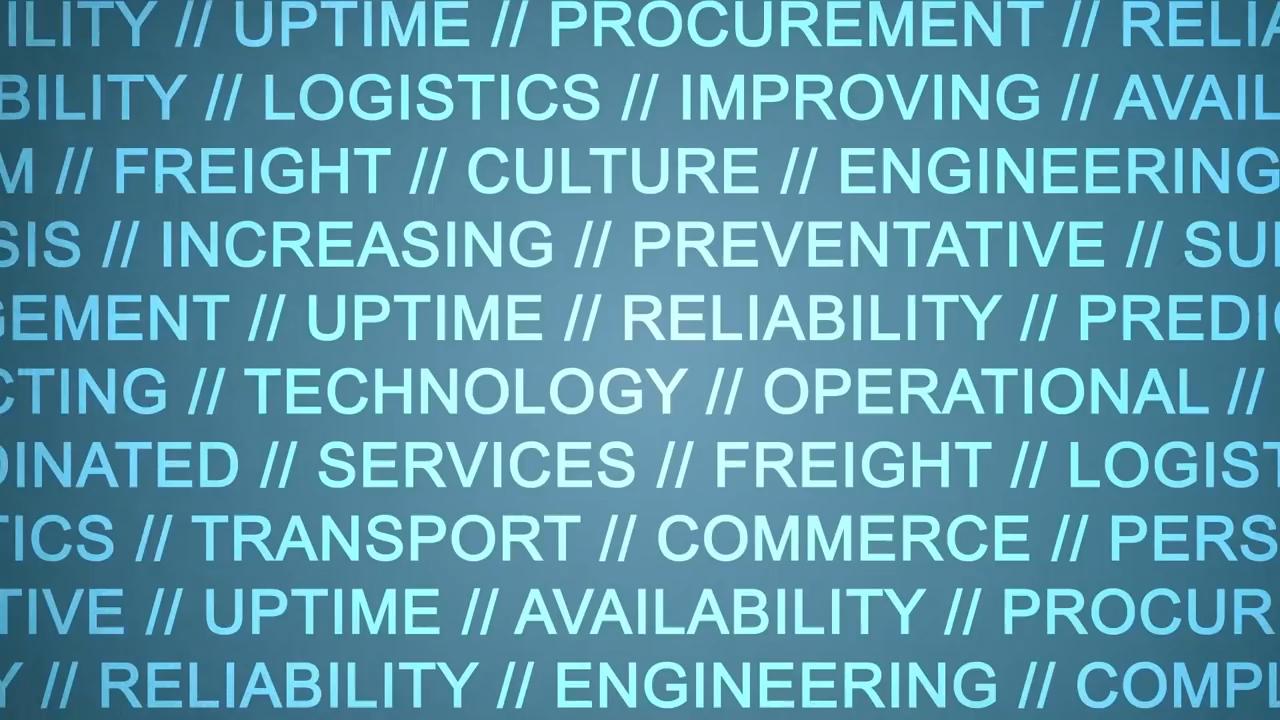 ILITY // UPTIME // PROCUREMENT // RELIA
BILITY // LOGISTICS // IMPROVING // AVAIL
M // FREIGHT // CULTURE // ENGINEERING
SIS // INCREASING // PREVENTATIVE // SU
GEMENT // UPTIME // RELIABILITY // PREDIC
CTING // TECHNOLOGY // OPERATIONAL //
DINATED // SERVICES // FREIGHT // LOGIST
TICS // TRANSPORT // COMMERCE // PERS
TIVE // UPTIME // AVAILABILITY // PROCUR
Y // RELIABILITY // ENGINEERING // COMPL